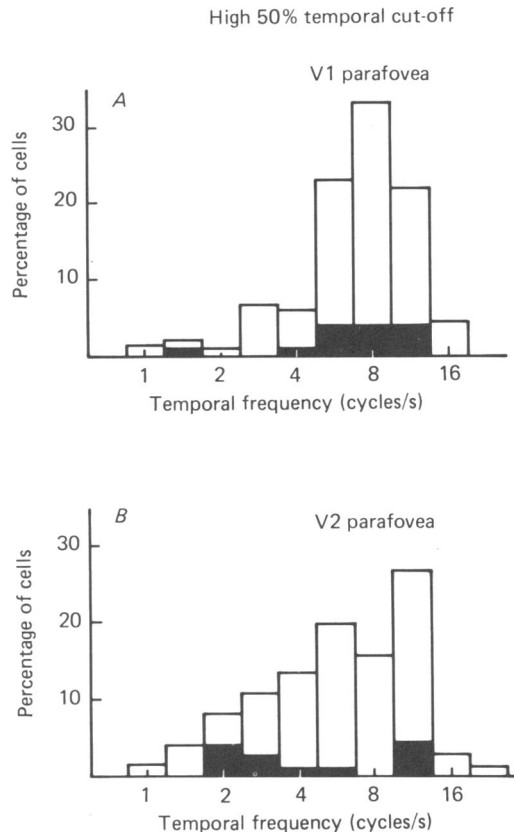 High 50% temporal cut-off
V1 parafovea
A
Percentage of cells
30
20
10
1 2 4 8 16
Temporal frequency (cycles/s)
V2 parafovea
B
Percentage of cells
30
20
10
1 2 4 8 16
Temporal frequency (cycles/s)